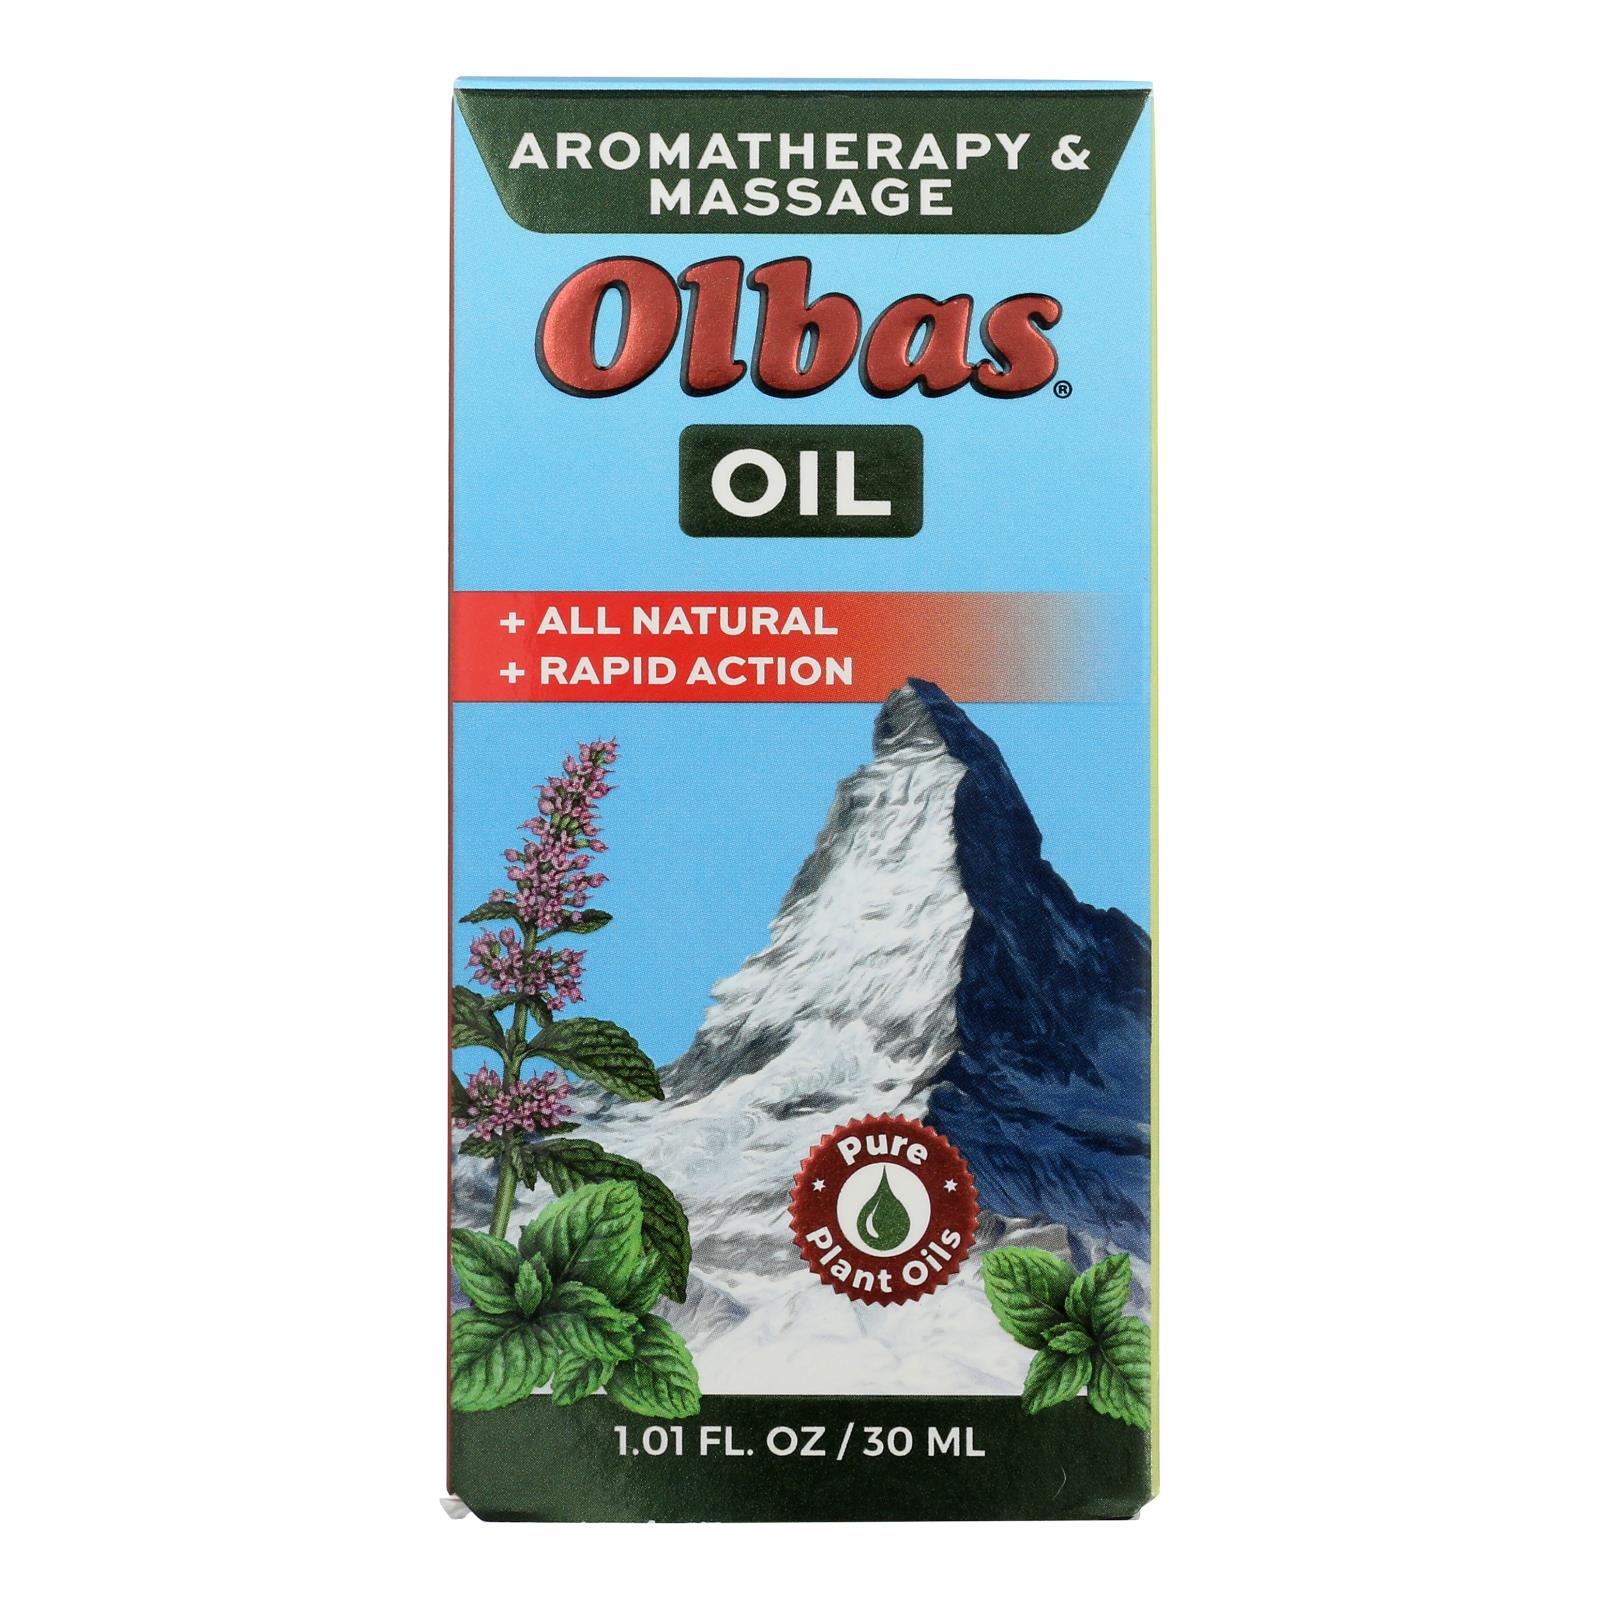 AROMATHERAPY &
MASSAGE
Olbas®
OIL
+ ALL NATURAL
+ RAPID ACTION
Pure
Plant Oils
1.01 FL. OZ / 30 ML